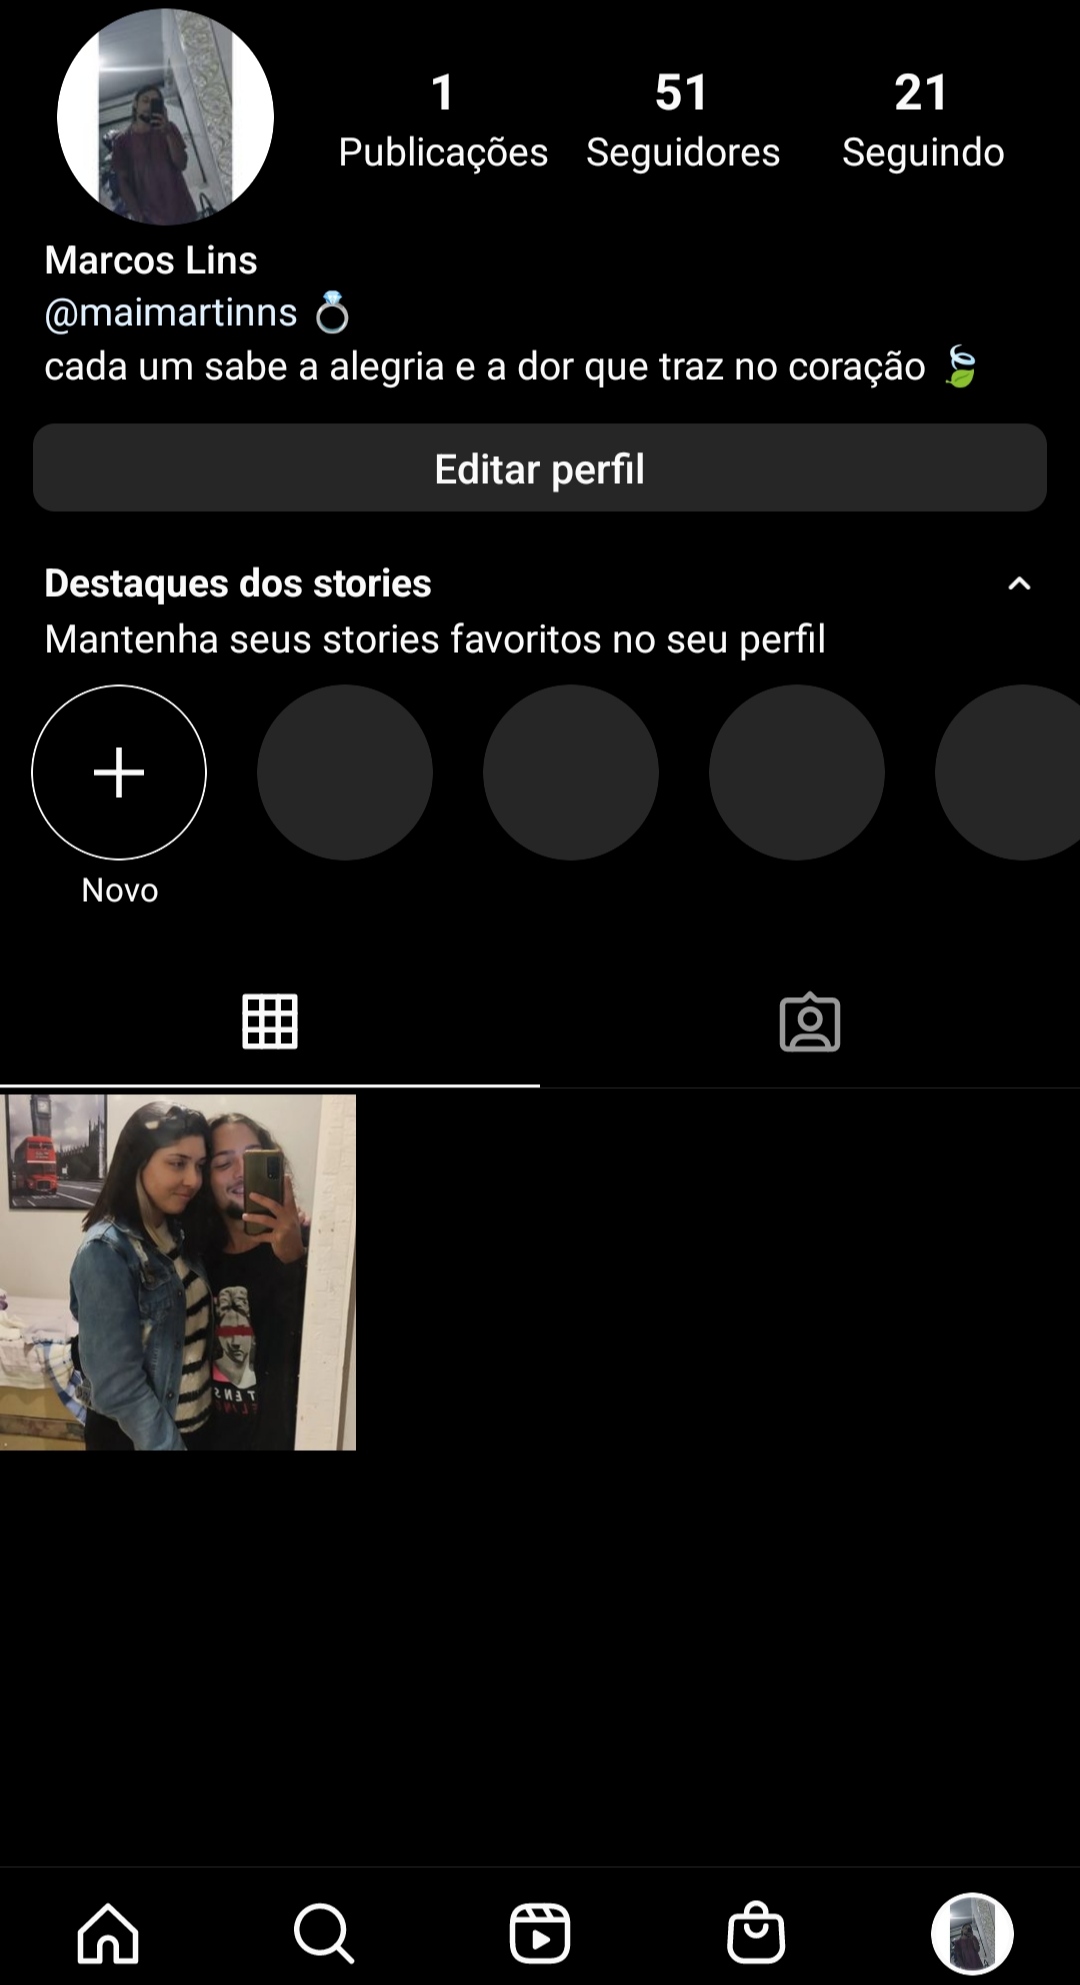 1 51 21
Publicações Seguidores Seguindo
Marcos Lins
@maimartinns 💍
cada um sabe a alegria e a dor que traz no coração 🍃
Editar perfil
Destaques dos stories
Mantenha seus stories favoritos no seu perfil
Novo